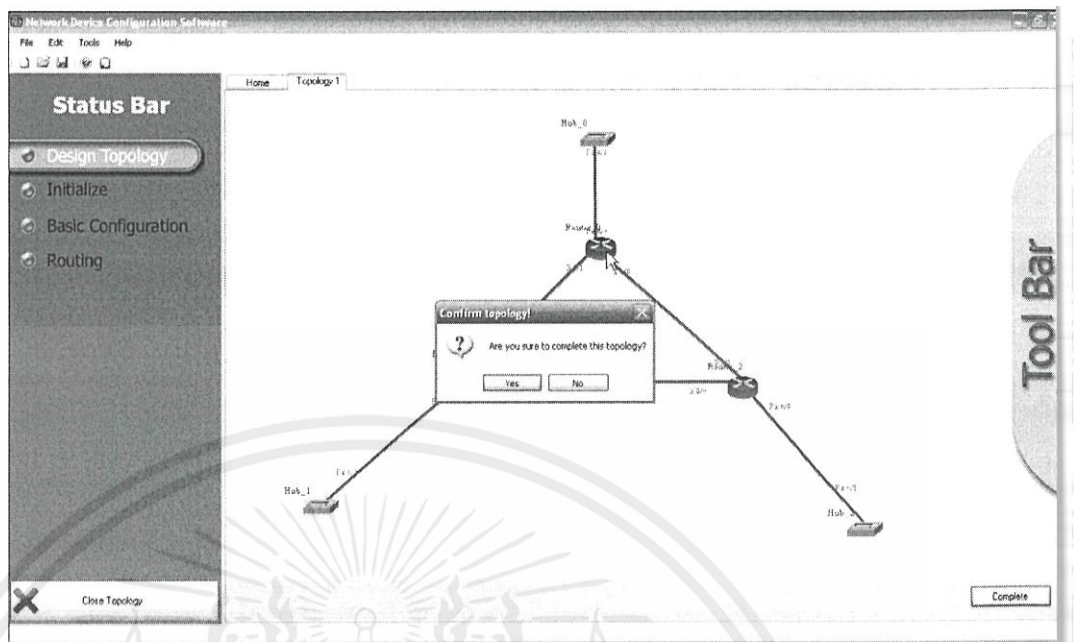 Network Device Configuration Software
File Edit Tools Help
Home Topology 1
Status Bar
Design Topology
Initialize
Basic Configuration
Routing
Hub_0
Confirm topology!
Are you sure to complete this topology?
Yes No
Hub_1
Tool Bar
Close Topology
Complete